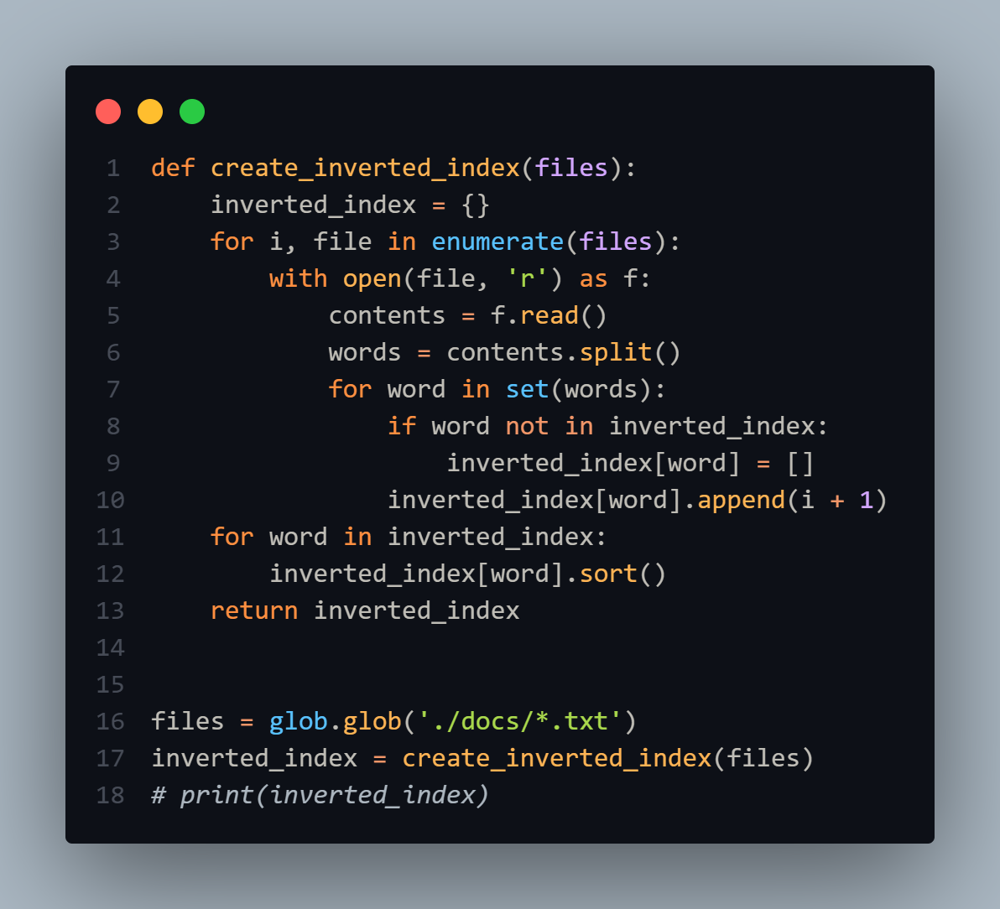 1 def create_inverted_index(files):
2     inverted_index = {}
3     for i, file in enumerate(files):
4         with open(file, 'r') as f:
5             contents = f.read()
6             words = contents.split()
7             for word in set(words):
8                 if word not in inverted_index:
9                     inverted_index[word] = []
10                 inverted_index[word].append(i + 1)
11     for word in inverted_index:
12         inverted_index[word].sort()
13     return inverted_index
14
15
16 files = glob.glob('./docs/*.txt')
17 inverted_index = create_inverted_index(files)
18 # print(inverted_index)